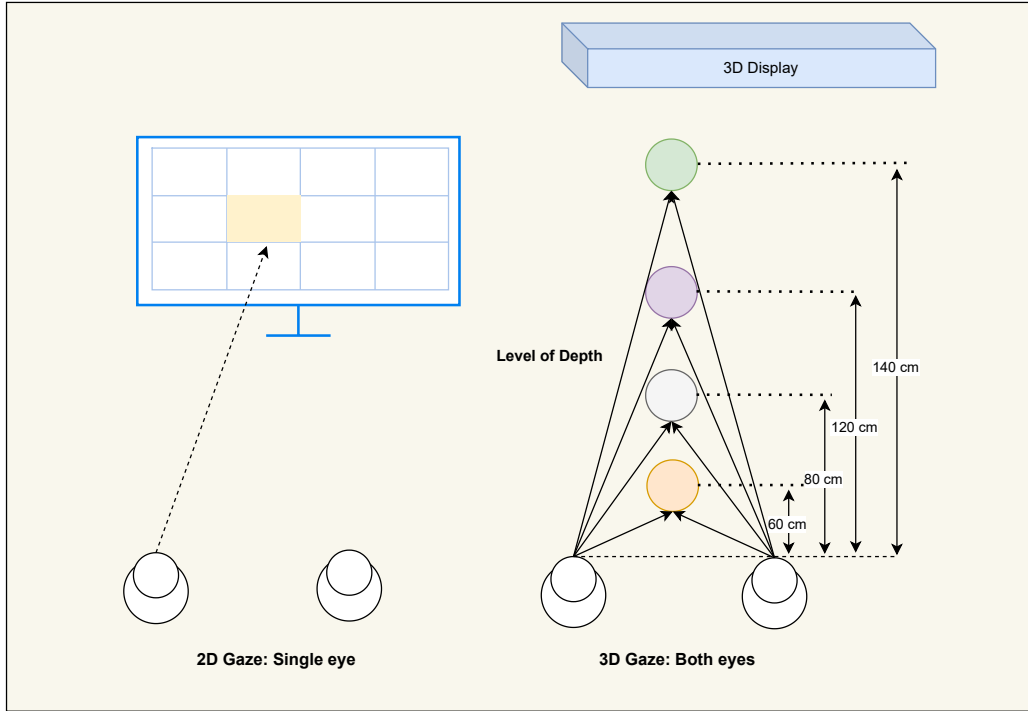 3D Display
Level of Depth
140 cm
120 cm
80 cm
60 cm
2D Gaze: Single eye
3D Gaze: Both eyes